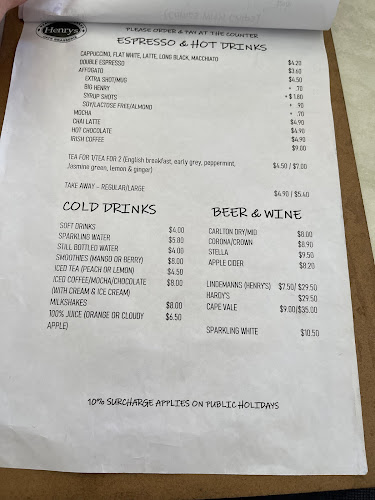 Henry's
PLEASE ORDER & PAY AT THE COUNTER
ESPRESSO & HOT DRINKS
CAPPUCCINO, FLAT WHITE, LATTE, LONG BLACK, MACCHIATO $4.20
DOUBLE ESPRESSO $3.60
AFFOGATO $4.50
EXTRA SHOT/MUG + .70
BIG HENRY + $1.80
SYRUP SHOTS + .90
SOY/LACTOSE FREE/ALMOND + .70
MOCHA $4.90
CHAI LATTE $4.90
HOT CHOCOLATE $4.90
IRISH COFFEE $9.00
TEA FOR 1/TEA FOR 2 (English breakfast, early grey, peppermint,
Jasmine green, lemon & ginger) $4.50 / $7.00
TAKE AWAY – REGULAR/LARGE $4.90 / $5.40
COLD DRINKS
SOFT DRINKS $4.00
SPARKLING WATER $5.00
STILL BOTTLED WATER $4.00
SMOOTHIES (MANGO OR BERRY) $8.00
ICED TEA (PEACH OR LEMON) $4.50
ICED COFFEE/MOCHA/CHOCOLATE $8.00
(WITH CREAM & ICE CREAM)
MILKSHAKES $8.00
100% JUICE (ORANGE OR CLOUDY $6.50
APPLE)
BEER & WINE
CARLTON DRY/MID $8.00
CORONA/CROWN $8.90
STELLA $9.50
APPLE CIDER $8.20
LINDEMANNS (HENRY'S) $7.50/ $29.50
HARDY'S $29.50
CAPE VALE $9.00/$35.00
SPARKLING WHITE $10.50
10% SURCHARGE APPLIES ON PUBLIC HOLIDAYS